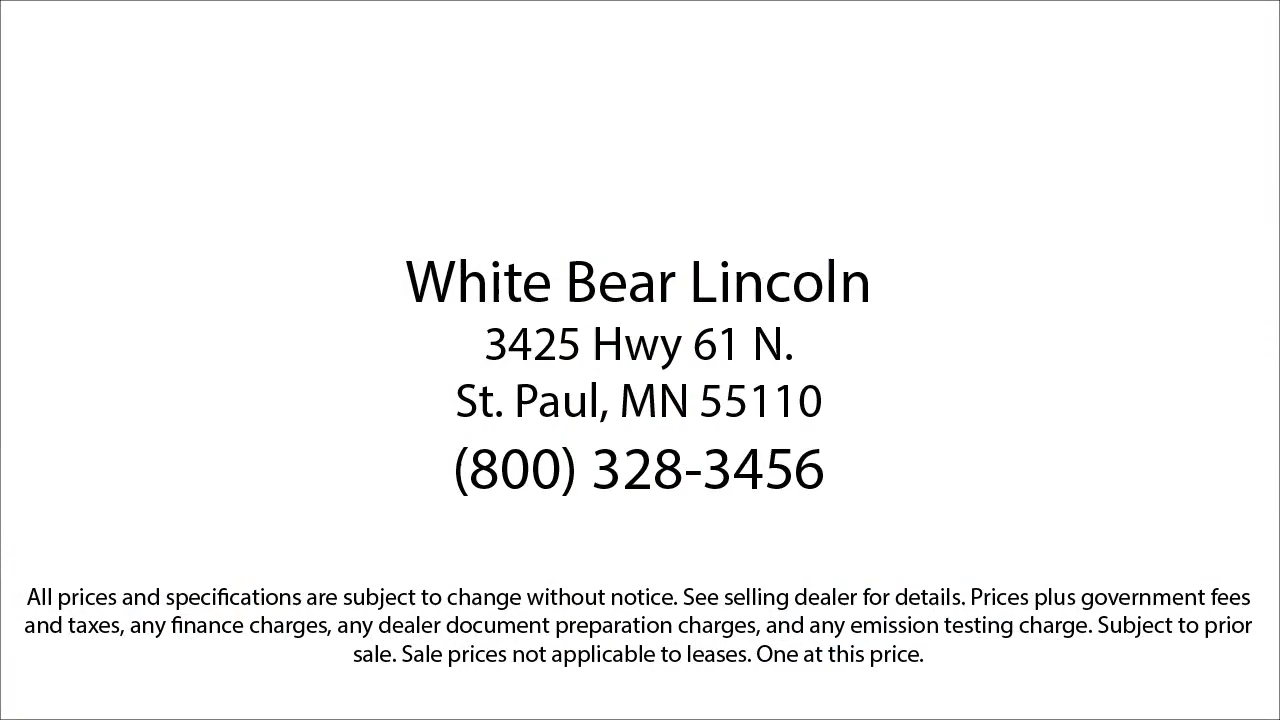 White Bear Lincoln
3425 Hwy 61 N.
St. Paul, MN 55110
(800) 328-3456
All prices and specifications are subject to change without notice. See selling dealer for details. Prices plus government fees
and taxes, any finance charges, any dealer document preparation charges, and any emission testing charge. Subject to prior
sale. Sale prices not applicable to leases. One at this price.